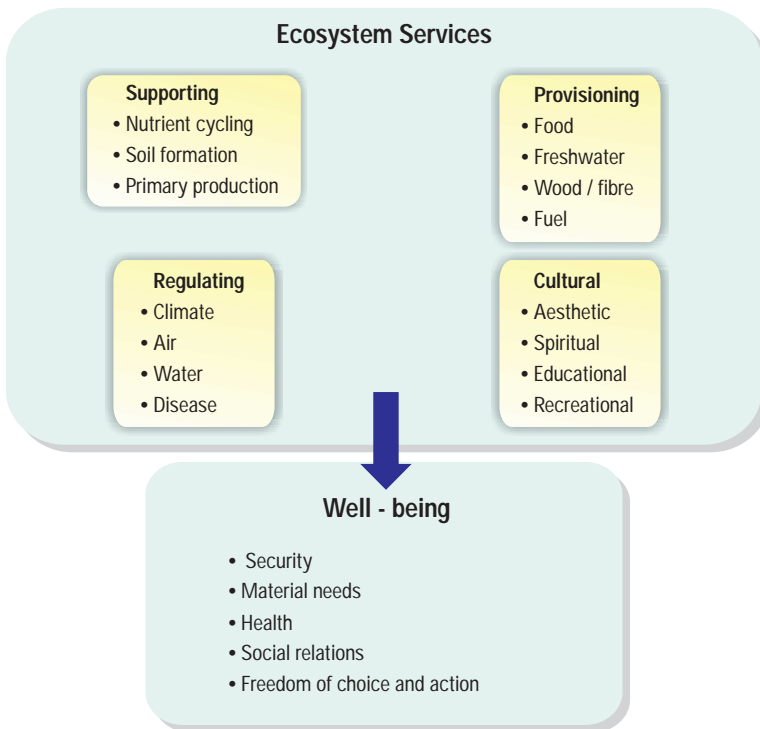 Ecosystem Services
Supporting
• Nutrient cycling
• Soil formation
• Primary production
Provisioning
• Food
• Freshwater
• Wood / fibre
• Fuel
Regulating
• Climate
• Air
• Water
• Disease
Cultural
• Aesthetic
• Spiritual
• Educational
• Recreational
Well - being
• Security
• Material needs
• Health
• Social relations
• Freedom of choice and action